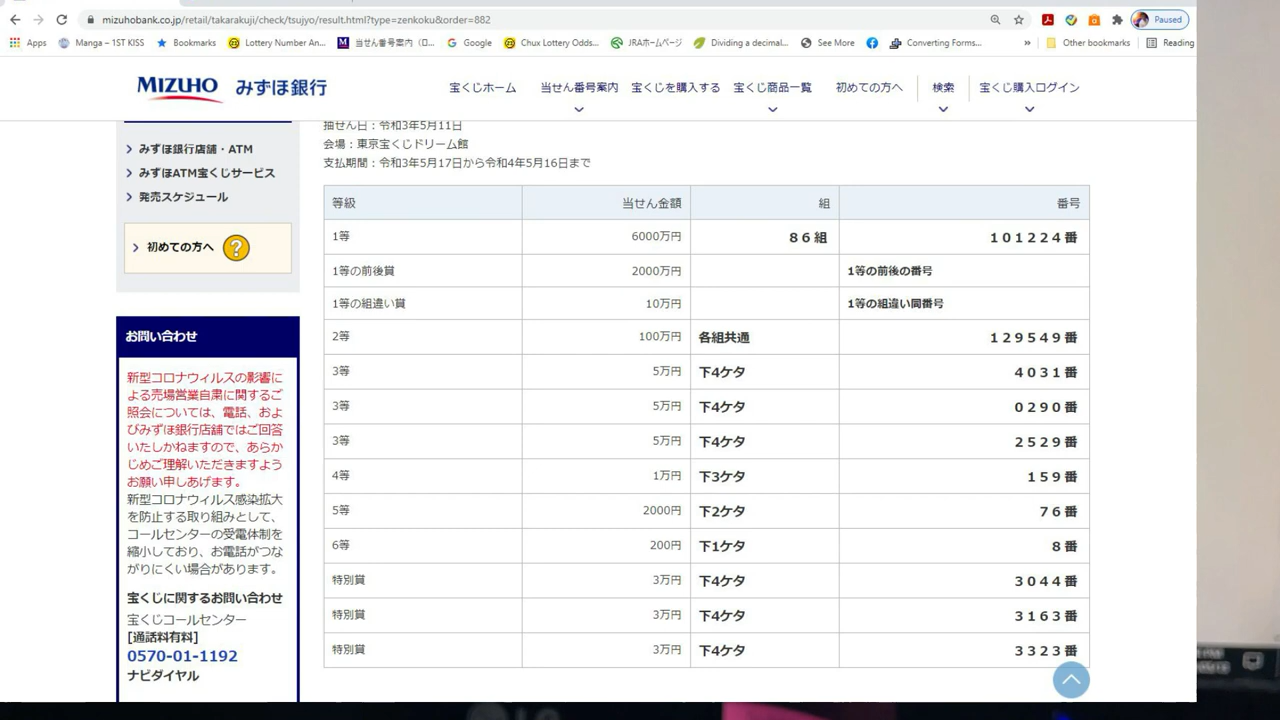 mizuhobank.co.jp/retail/takarakuji/check/tsujyo/result.html?type=zenkoku&order=882
Paused
Apps
Manga – 1ST KISS
Bookmarks
Lottery Number An...
当せん番号案内（ロ...
Google
Chux Lottery Odds...
JRAホームページ
Dividing a decimal...
See More
Converting Forms...
»
Other bookmarks
Reading
MIZUHO みずほ銀行
宝くじホーム
当せん番号案内
宝くじを購入する
宝くじ商品一覧
初めての方へ
検索
宝くじ購入ログイン
みずほ銀行店舗・ATM
みずほATM宝くじサービス
発売スケジュール
初めての方へ ?
お問い合わせ
新型コロナウィルスの影響に
よる売場営業自粛に関するご
照会については、電話、およ
びみずほ銀行店舗ではご回答
いたしかねますので、あらか
じめご理解いただきますよう
お願い申しあげます。
新型コロナウィルス感染拡大
を防止する取り組みとして、
コールセンターの受電体制を
縮小しており、お電話がつな
がりにくい場合があります。
宝くじに関するお問い合わせ
宝くじコールセンター
[通話料有料]
0570-01-1192
ナビダイヤル
抽せん日：令和3年5月11日
会場：東京宝くじドリーム館
支払期間：令和3年5月17日から令和4年5月16日まで
等級 当せん金額 組 番号
1等 6000万円 86組 101224番
1等の前後賞 2000万円 1等の前後の番号
1等の組違い賞 10万円 1等の組違い同番号
2等 100万円 各組共通 129549番
3等 5万円 下4ケタ 4031番
3等 5万円 下4ケタ 0290番
3等 5万円 下4ケタ 2529番
4等 1万円 下3ケタ 159番
5等 2000円 下2ケタ 76番
6等 200円 下1ケタ 8番
特別賞 3万円 下4ケタ 3044番
特別賞 3万円 下4ケタ 3163番
特別賞 3万円 下4ケタ 3323番
LG